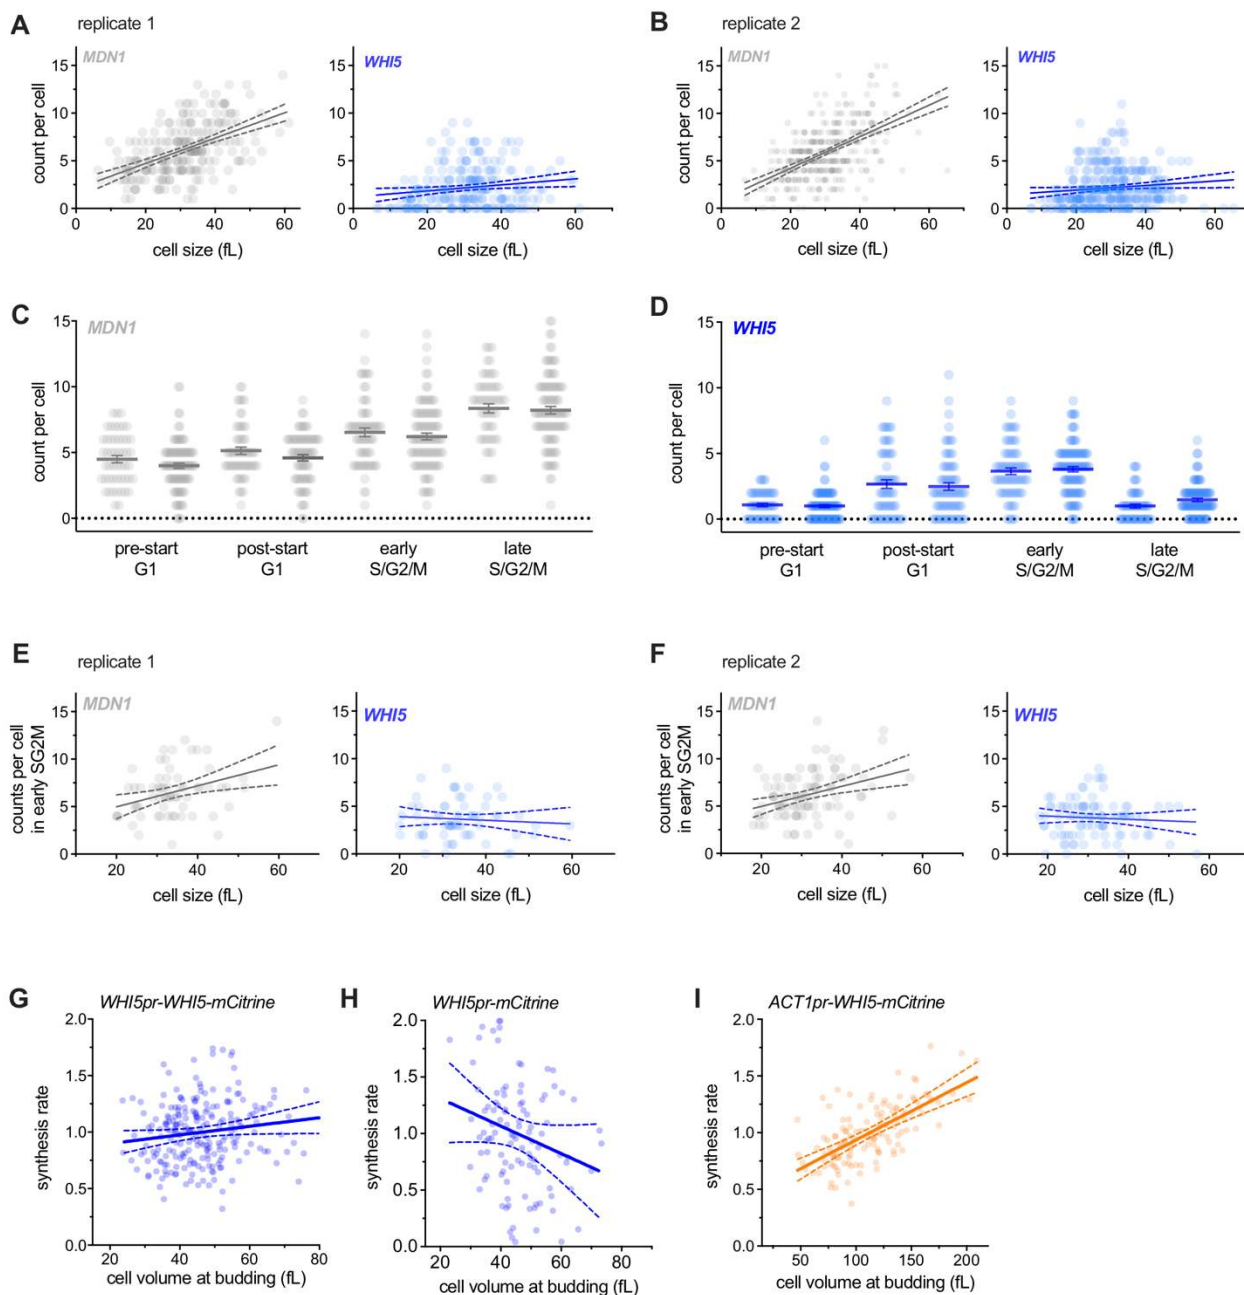 A replicate 1
MDN1
WHI5
count per cell
15
10
5
0
0 20 40 60
0 20 40 60
cell size (fL)
cell size (fL)
B replicate 2
MDN1
WHI5
count per cell
15
10
5
0
15
10
5
0
0 20 40 60
0 20 40 60
cell size (fL)
cell size (fL)
C
MDN1
count per cell
15
10
5
0
pre-start G1
post-start G1
early S/G2/M
late S/G2/M
D
WHI5
count per cell
15
10
5
0
pre-start G1
post-start G1
early S/G2/M
late S/G2/M
E replicate 1
MDN1
WHI5
counts per cell
in early SG2M
15
10
5
0
15
10
5
0
20 40 60
20 40 60
cell size (fL)
cell size (fL)
F replicate 2
MDN1
WHI5
counts per cell
in early SG2M
15
10
5
0
15
10
5
0
20 40 60
20 40 60
cell size (fL)
cell size (fL)
G WHI5pr-WHI5-mCitrine
synthesis rate
2.0
1.5
1.0
0.5
0.0
20 40 60 80
cell volume at budding (fL)
H WHI5pr-mCitrine
synthesis rate
2.0
1.5
1.0
0.5
0.0
20 40 60 80
cell volume at budding (fL)
I ACT1pr-WHI5-mCitrine
synthesis rate
2.0
1.5
1.0
0.5
0.0
50 100 150 200
cell volume at budding (fL)